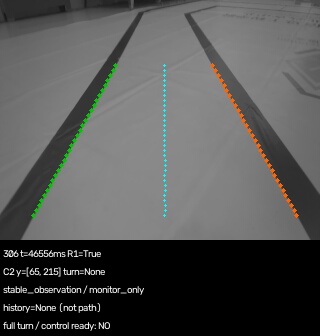 306 t=46556ms R1=True
C2 y=[65, 215] turn=None
stable_observation / monitor_only
history=None (not path)
full turn / control ready: NO